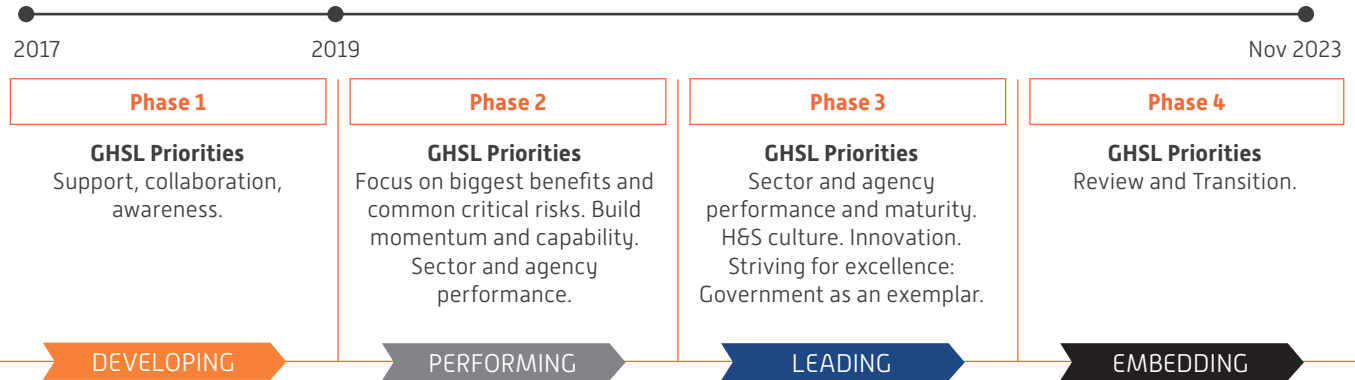 2017
2019
Nov 2023
Phase 1
GHSL Priorities
Support, collaboration,
awareness.
DEVELOPING
Phase 2
GHSL Priorities
Focus on biggest benefits and
common critical risks. Build
momentum and capability.
Sector and agency
performance.
PERFORMING
Phase 3
GHSL Priorities
Sector and agency
performance and maturity.
H&S culture. Innovation.
Striving for excellence:
Government as an exemplar.
LEADING
Phase 4
GHSL Priorities
Review and Transition.
EMBEDDING